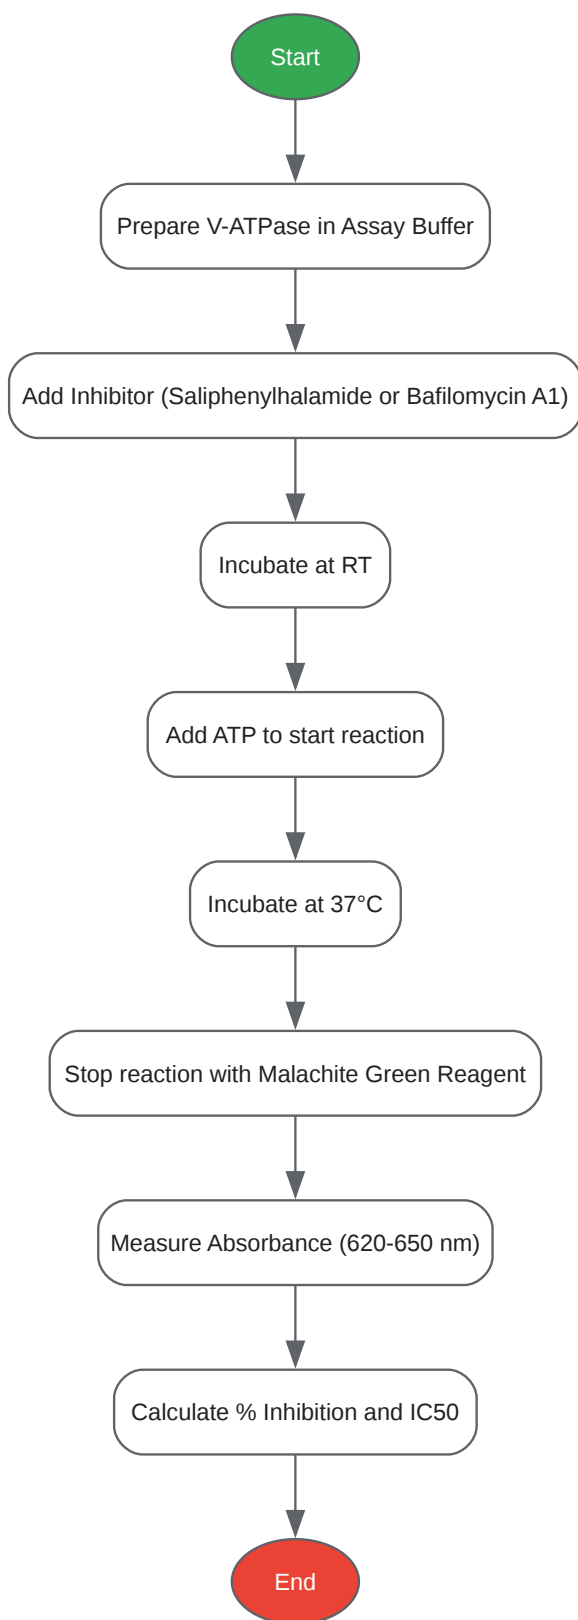 Start
Prepare V-ATPase in Assay Buffer
Add Inhibitor (Saliphenylhalamide or Bafilomycin A1)
Incubate at RT
Add ATP to start reaction
Incubate at 37°C
Stop reaction with Malachite Green Reagent
Measure Absorbance (620-650 nm)
Calculate % Inhibition and IC50
End